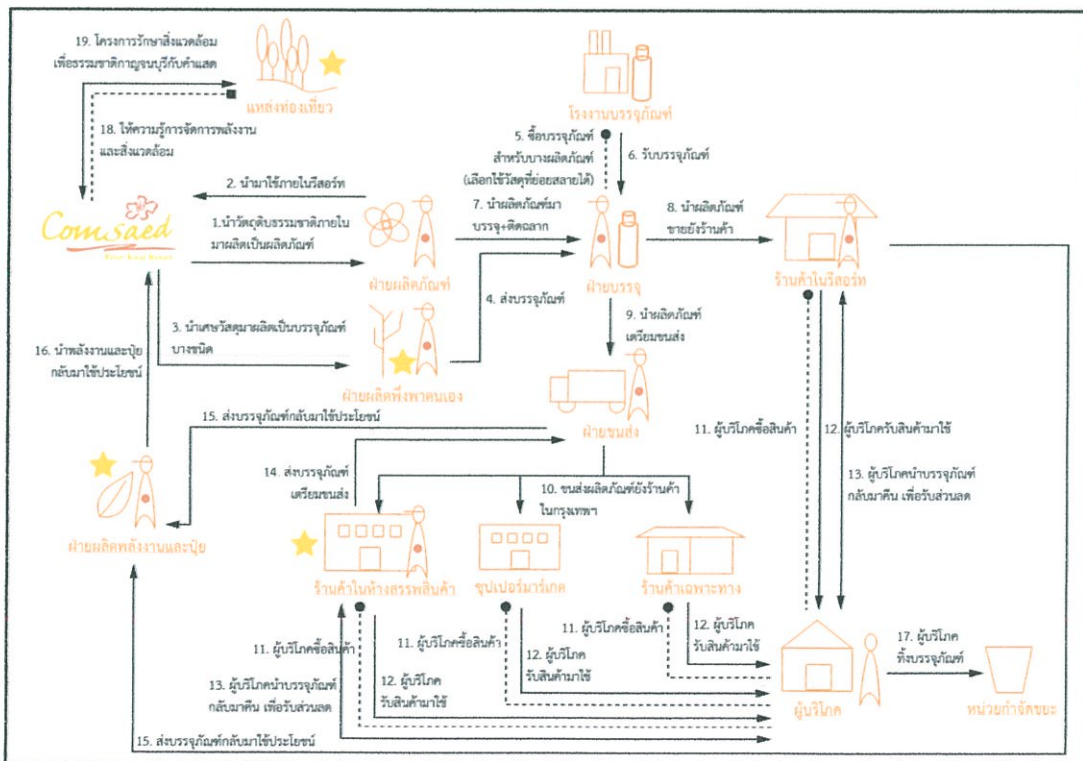 19. โครงการรักษาสิ่งแวดล้อม
เพื่อธรรมชาติกาญจนบุรีกับคำแสด
แหล่งท่องเที่ยว
โรงงานบรรจุภัณฑ์
18. ให้ความรู้การจัดการพลังงาน
และสิ่งแวดล้อม
5. ซื้อบรรจุภัณฑ์
สำหรับบางผลิตภัณฑ์
(เลือกใช้วัสดุที่ย่อยสลายได้)
6. รับบรรจุภัณฑ์
2. นำมาใช้ภายในรีสอร์ท
Comsaed
River Kwai Resort
1.นำวัตถุดิบธรรมชาติภายใน
มาผลิตเป็นผลิตภัณฑ์
ฝ่ายผลิตภัณฑ์
7. นำผลิตภัณฑ์มา
บรรจุ+ติดฉลาก
ฝ่ายบรรจุ
8. นำผลิตภัณฑ์
ขายยังร้านค้า
ร้านค้าในรีสอร์ท
4. ส่งบรรจุภัณฑ์
3. นำเศษวัสดุมาผลิตเป็นบรรจุภัณฑ์
บางชนิด
ฝ่ายผลิตพึ่งพาตนเอง
9. นำผลิตภัณฑ์
เตรียมขนส่ง
ฝ่ายขนส่ง
16. นำพลังงานและปุ๋ย
กลับมาใช้ประโยชน์
15. ส่งบรรจุภัณฑ์กลับมาใช้ประโยชน์
11. ผู้บริโภคซื้อสินค้า
12. ผู้บริโภครับสินค้ามาใช้
13. ผู้บริโภคนำบรรจุภัณฑ์
กลับมาคืน เพื่อรับส่วนลด
14. ส่งบรรจุภัณฑ์
เตรียมขนส่ง
10. ขนส่งผลิตภัณฑ์ยังร้านค้า
ในกรุงเทพฯ
ฝ่ายผลิตพลังงานและปุ๋ย
ร้านค้าในห้างสรรพสินค้า
ซุปเปอร์มาร์เกต
ร้านค้าเฉพาะทาง
11. ผู้บริโภคซื้อสินค้า
11. ผู้บริโภคซื้อสินค้า
11. ผู้บริโภคซื้อสินค้า
12. ผู้บริโภค
รับสินค้ามาใช้
12. ผู้บริโภค
รับสินค้ามาใช้
12. ผู้บริโภค
รับสินค้ามาใช้
13. ผู้บริโภคนำบรรจุภัณฑ์
กลับมาคืน เพื่อรับส่วนลด
17. ผู้บริโภค
ทิ้งบรรจุภัณฑ์
ผู้บริโภค
หน่วยกำจัดขยะ
15. ส่งบรรจุภัณฑ์กลับมาใช้ประโยชน์